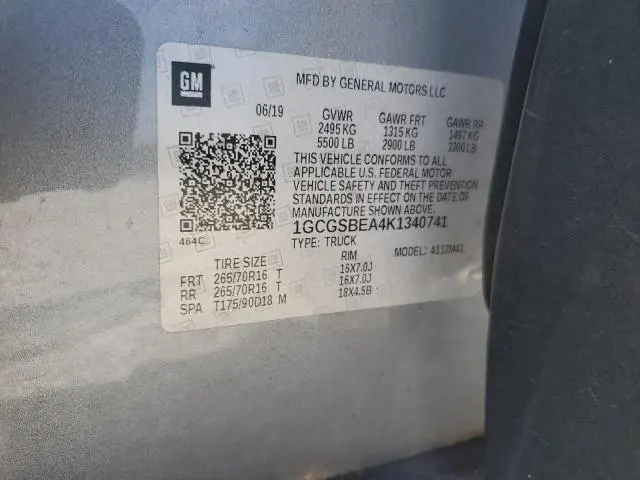 GM
MFD BY GENERAL MOTORS LLC
06/19 GVWR GAWR FRT GAWR RR
2495 KG 1315 KG 1497 KG
5500 LB 2900 LB 3300 LB
THIS VEHICLE CONFORMS TO ALL
APPLICABLE U.S. FEDERAL MOTOR
VEHICLE SAFETY AND THEFT PREVENTION
STANDARDS IN EFFECT ON THE DATE OF
MANUFACTURE SHOWN ABOVE.
464C 1GCGSBEA4K1340741
TYPE: TRUCK MODEL:
TIRE SIZE RIM
FRT 265/70R16 T 16X7.0J
RR 265/70R16 T 16X7.0J
SPA T175/90D18 M 18X4.5B